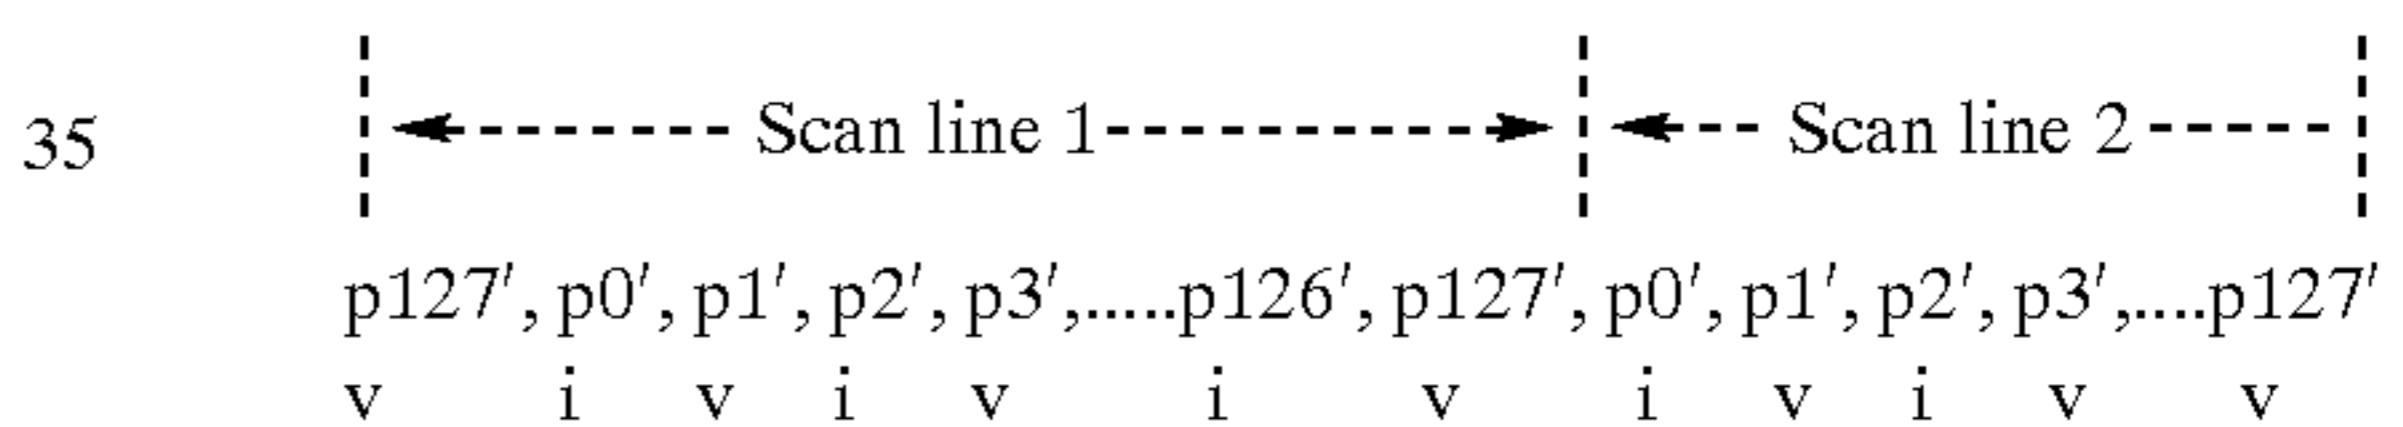 35 Scan line 1 Scan line 2
p127′, p0′, p1′, p2′, p3′,.....p126′, p127′, p0′, p1′, p2′, p3′,....p127′
v i v i v i v i v i v v